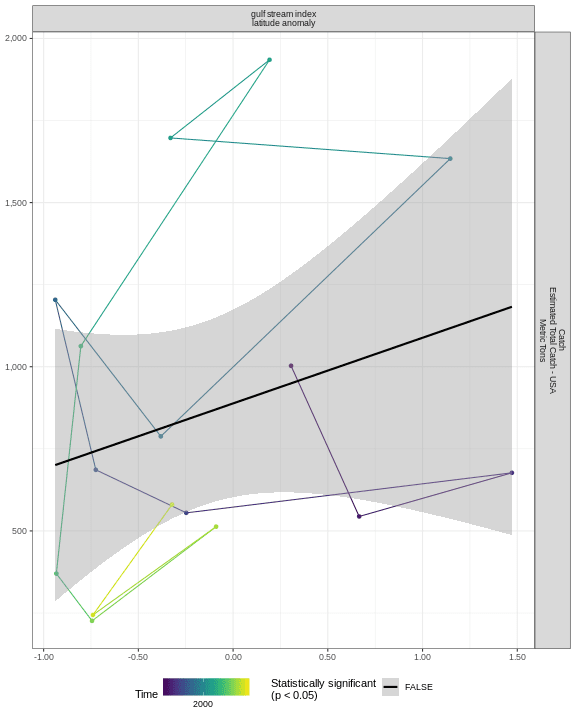 gulf stream index
latitude anomaly
2,000
1,500
1,000
500
-1.00
-0.50
0.00
0.50
1.00
1.50
Catch
Estimated Total Catch - USA
Metric Tons
Time
2000
Statistically significant
(p < 0.05)
FALSE